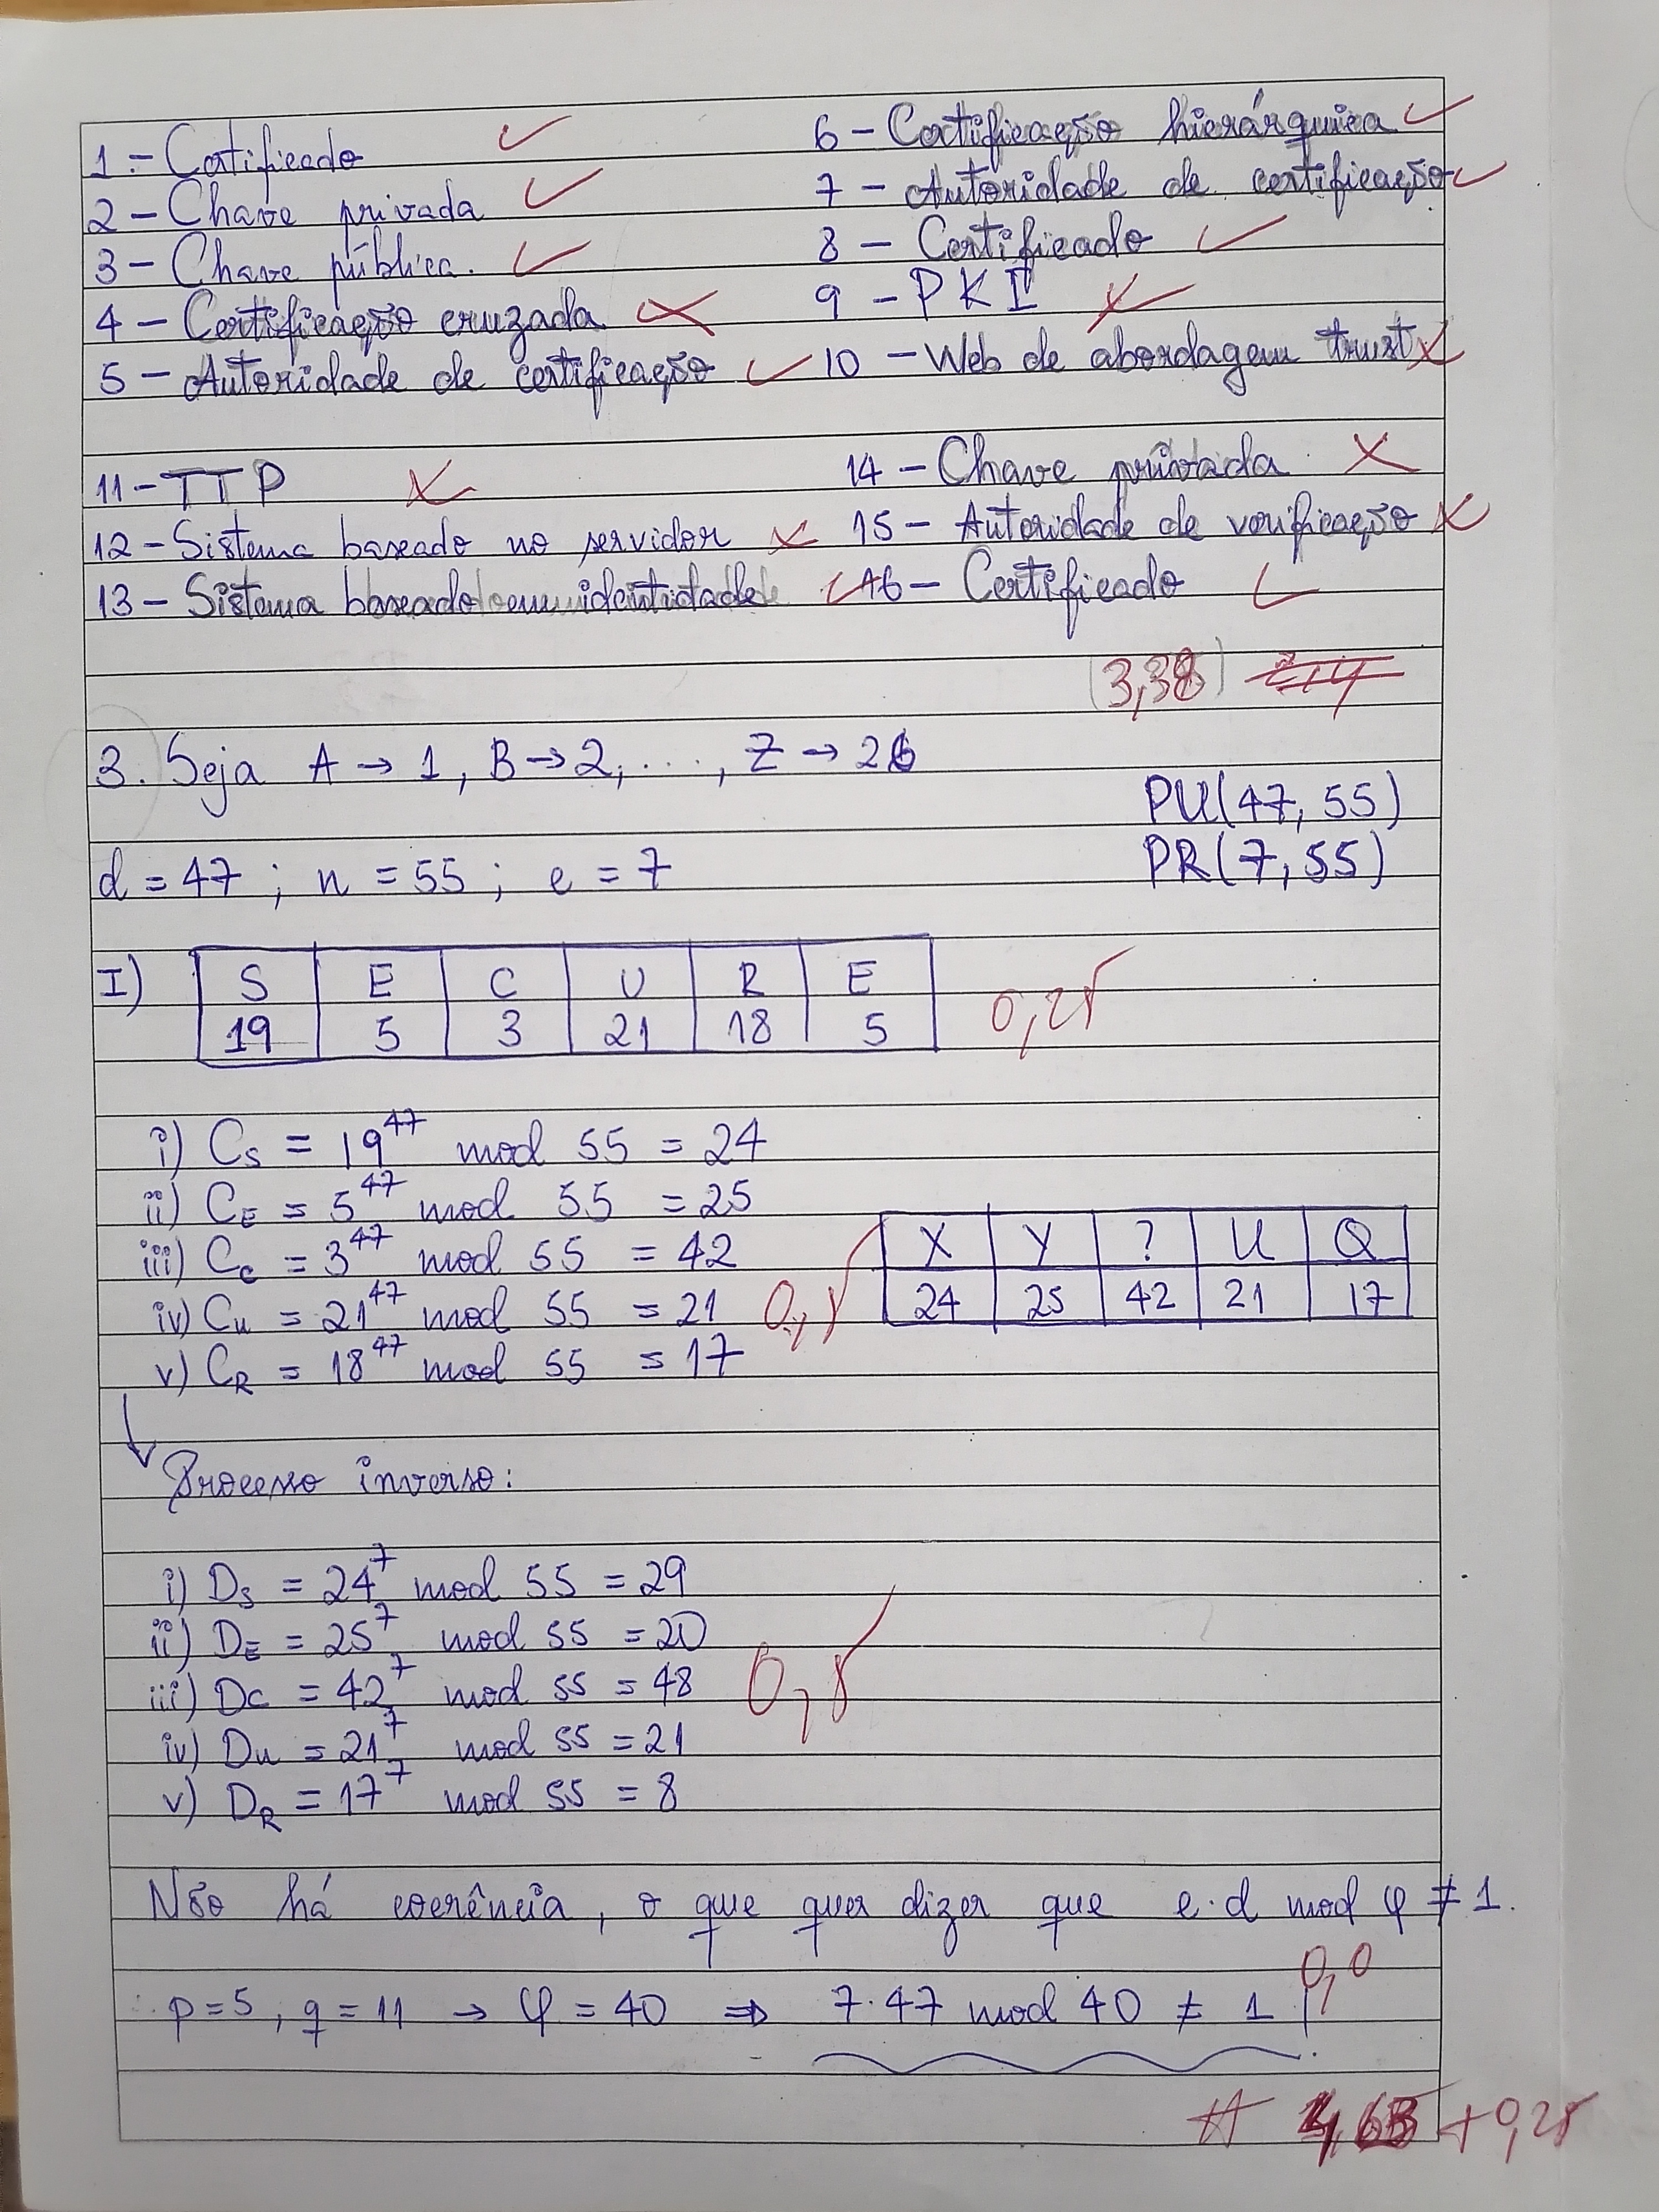 1 - Certificado
2 - Chave privada
3 - Chave pública.
4 - Certificação cruzada
5 - Autoridade de certificação
6 - Certificação hierárquica
7 - Autoridade de certificação
8 - Certificado
9 - PKI
10 - Web de abordagem trust
11 - TTP
12 - Sistema baseado no servidor
13 - Sistema baseado em identidade
14 - Chave privada
15 - Autoridade de verificação
16 - Certificado
(3,38)
3. Seja A → 1, B → 2, ..., Z → 26
PU(47, 55)
d = 47 ; n = 55 ; e = 7
PR(7, 55)
I) S E C U R E
19 5 3 21 18 5
0,25
i) C_S = 19^47 mod 55 = 24
ii) C_E = 5^47 mod 55 = 25
iii) C_C = 3^47 mod 55 = 42
iv) C_U = 21^47 mod 55 = 21
v) C_R = 18^47 mod 55 = 17
X Y ? U Q
24 25 42 21 17
Processo inverso:
i) D_S = 24^7 mod 55 = 29
ii) D_E = 25^7 mod 55 = 20
iii) D_C = 42^7 mod 55 = 48
iv) D_U = 21^7 mod 55 = 21
v) D_R = 17^7 mod 55 = 8
Não há coerência, o que quer dizer que e.d mod φ ≠ 1.
∴ p = 5, q = 11 → φ = 40 ⇒ 7.47 mod 40 ≠ 1
0,0
+0,25